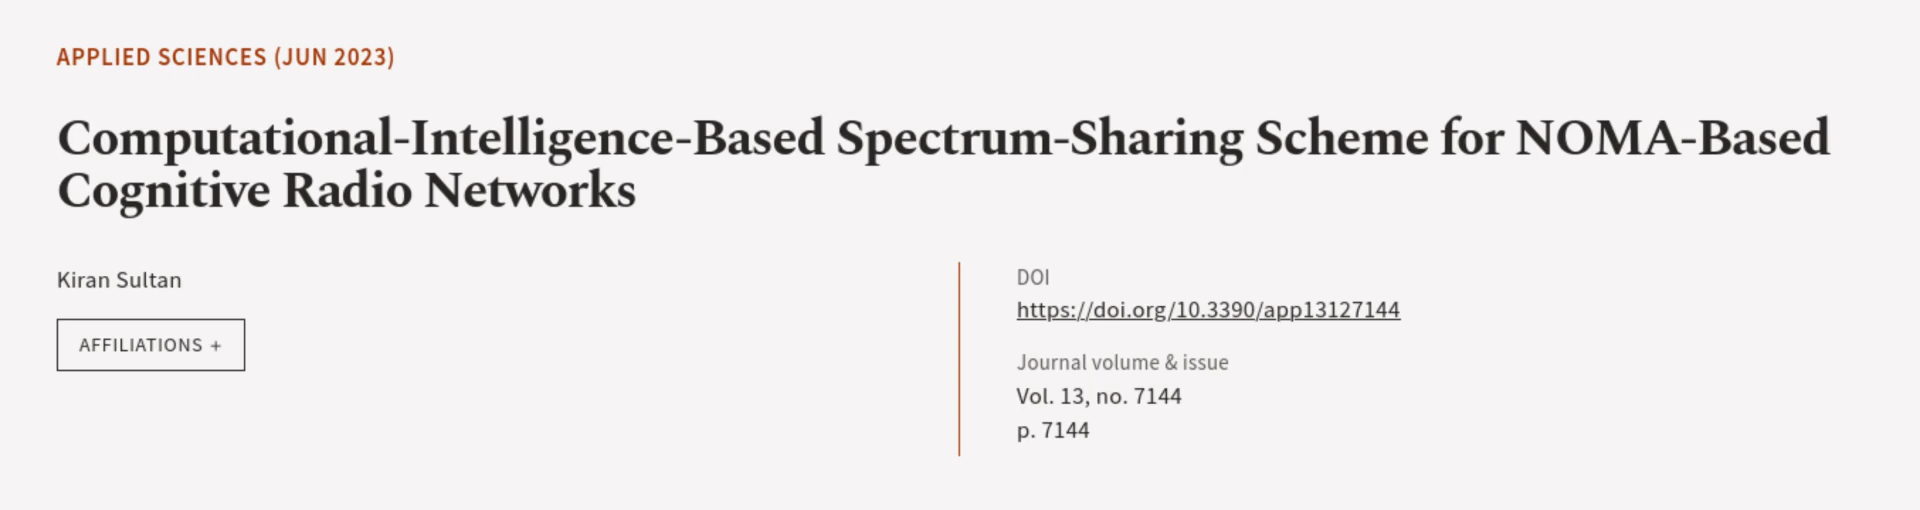 APPLIED SCIENCES (JUN 2023)
Computational-Intelligence-Based Spectrum-Sharing Scheme for NOMA-Based
Cognitive Radio Networks
Kiran Sultan
AFFILIATIONS +
DOI
https://doi.org/10.3390/app13127144
Journal volume & issue
Vol. 13, no. 7144
p. 7144